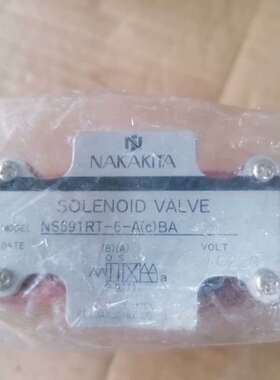 NAKAKITA
SOLENOID VALVE
MODEL NS691RT-6-A(c)BA
DATE (B)(A) VOLT
a